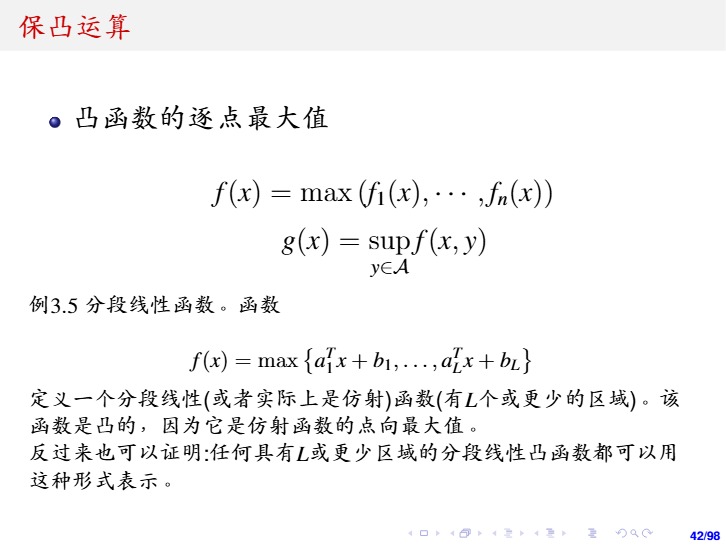 保凸运算
凸函数的逐点最大值
f(x) = max (f₁(x), ⋯ , fₙ(x))
g(x) = sup f(x, y)
y∈𝒜
例3.5 分段线性函数。函数
f(x) = max {a₁ᵀx + b₁, . . . , a_Lᵀx + b_L}
定义一个分段线性(或者实际上是仿射)函数(有L个或更少的区域)。该
函数是凸的，因为它是仿射函数的点向最大值。
反过来也可以证明:任何具有L或更少区域的分段线性凸函数都可以用
这种形式表示。
42/98